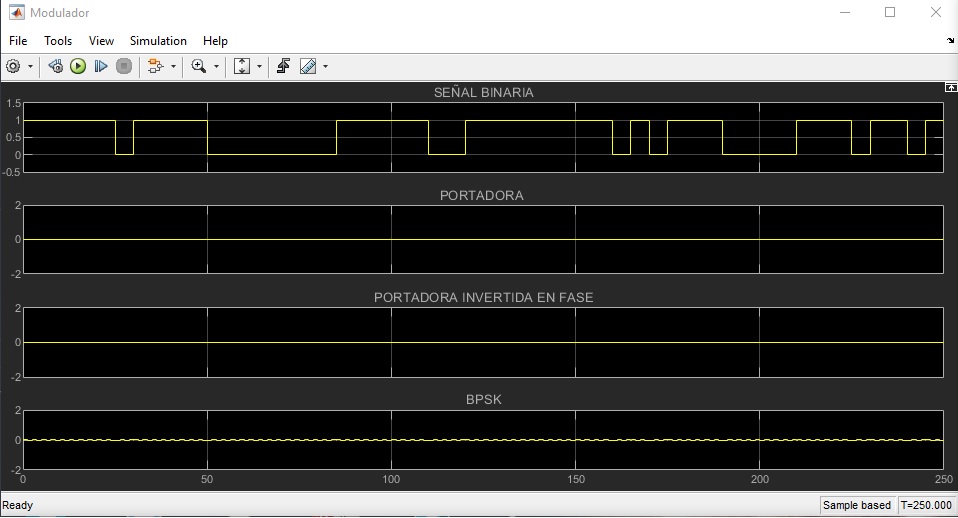 Modulador
File Tools View Simulation Help
SEÑAL BINARIA
1.5
1
0.5
0
-0.5
PORTADORA
2
0
-2
PORTADORA INVERTIDA EN FASE
2
0
-2
BPSK
2
0
-2
0 50 100 150 200 250
Ready Sample based T=250.000